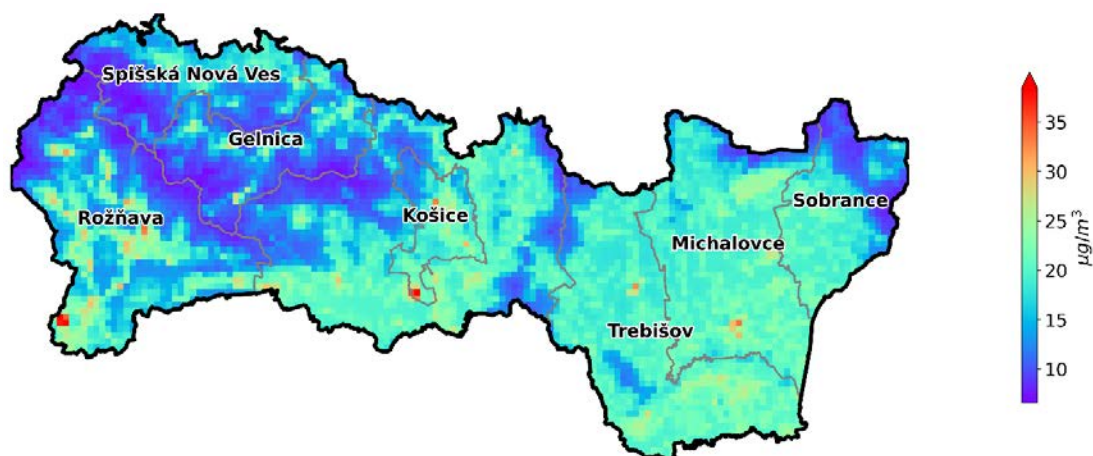 Spišská Nová Ves
Gelnica
Rožňava
Košice
Sobrance
Michalovce
Trebišov
35
30
25
20
15
10
μg/m³